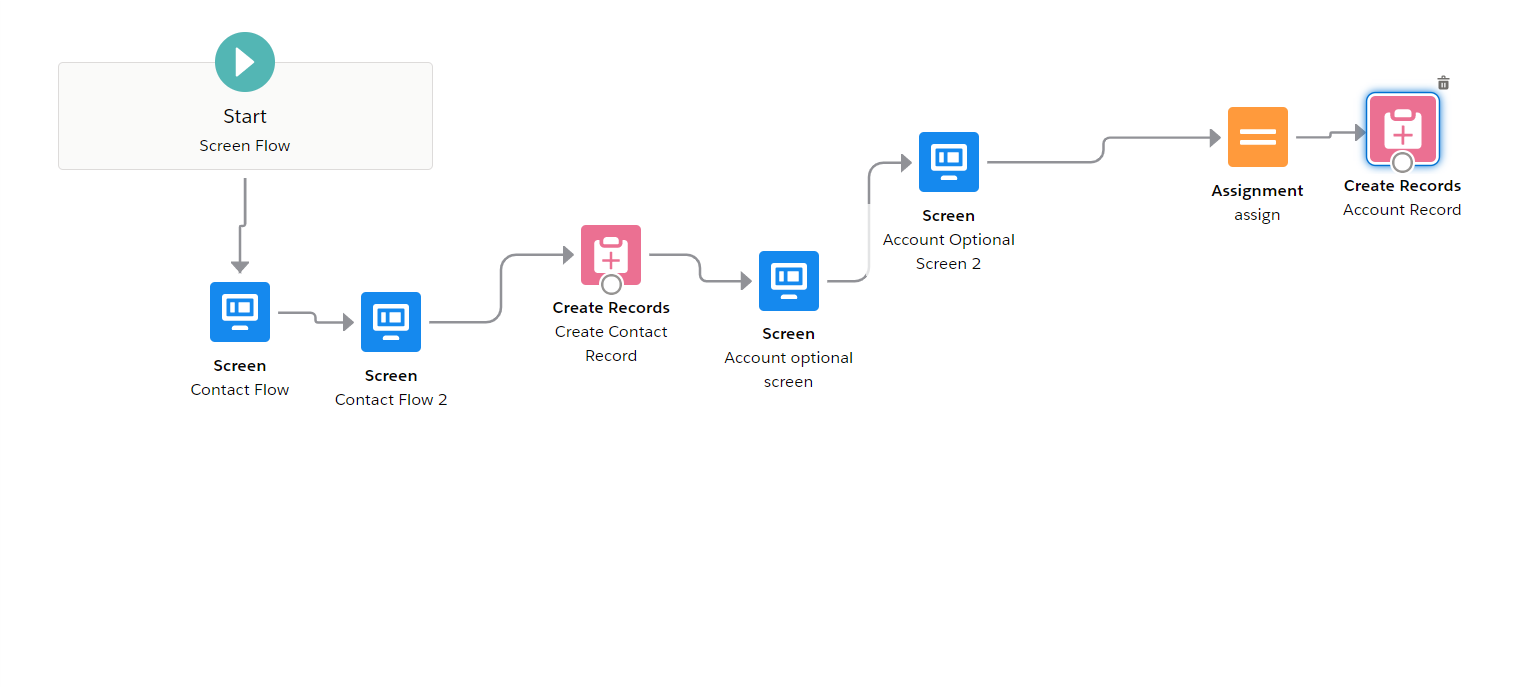 Start
Screen Flow
Screen
Contact Flow
Screen
Contact Flow 2
Create Records
Create Contact
Record
Screen
Account optional
screen
Screen
Account Optional
Screen 2
Assignment
assign
Create Records
Account Record